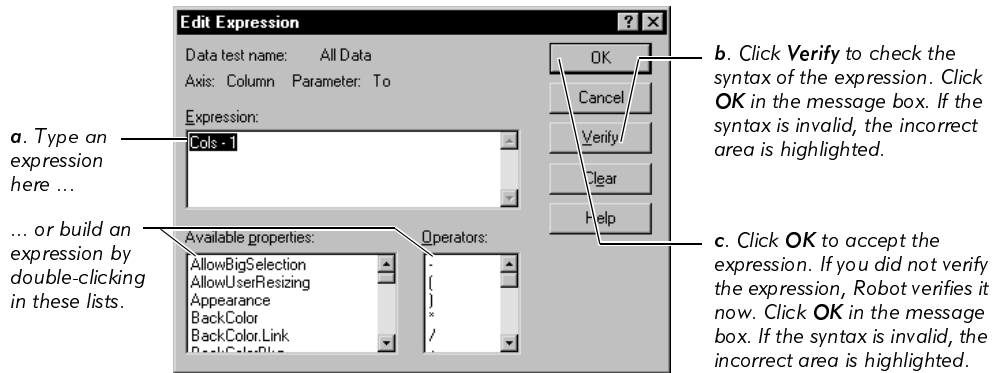 Edit Expression
Data test name: All Data
Axis: Column Parameter: To
Expression:
Cols - 1
OK
Cancel
Verify
Clear
Help
Available properties:
AllowBigSelection
AllowUserResizing
Appearance
BackColor
BackColor.Link
Operators:
-
(
)
*
/
a. Type an
expression
here ...
... or build an
expression by
double-clicking
in these lists.
b. Click Verify to check the
syntax of the expression. Click
OK in the message box. If the
syntax is invalid, the incorrect
area is highlighted.
c. Click OK to accept the
expression. If you did not verify
the expression, Robot verifies it
now. Click OK in the message
box. If the syntax is invalid, the
incorrect area is highlighted.